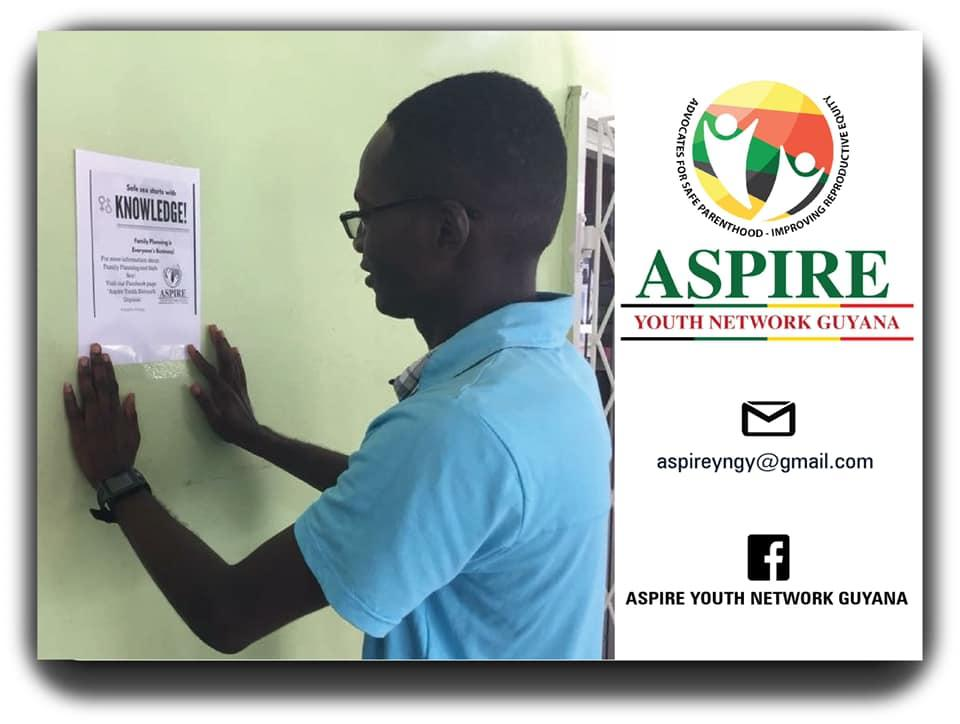 Safe sex starts with
KNOWLEDGE!
Family Planning is
Everyone's Business!
For more information about
Family Planning and Safe
Sex!
Visit our Facebook page
"Aspire Youth Network
Guyana"
ASPIRE
ADVOCATES FOR SAFE PARENTHOOD - IMPROVING REPRODUCTIVE EQUITY
ASPIRE
YOUTH NETWORK GUYANA
aspireyngy@gmail.com
f
ASPIRE YOUTH NETWORK GUYANA